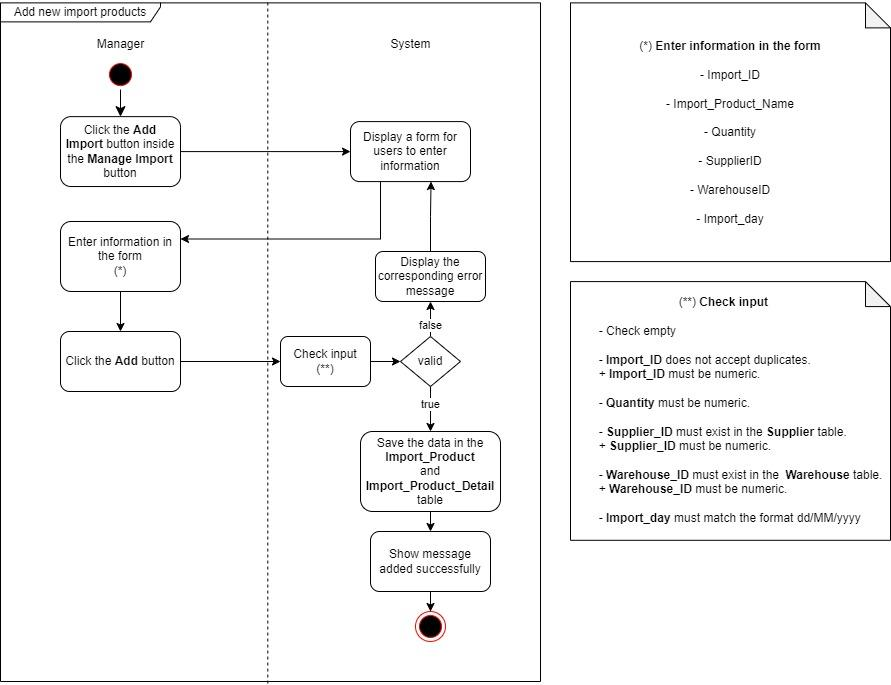 Add new import products
Manager
System
Click the Add
Import button inside
the Manage Import
button
Display a form for
users to enter
information
Enter information in
the form
(*)
Display the
corresponding error
message
false
Click the Add button
Check input
(**)
valid
true
Save the data in the
Import_Product
and
Import_Product_Detail
table
Show message
added successfully
(*) Enter information in the form
- Import_ID
- Import_Product_Name
- Quantity
- SupplierID
- WarehouseID
- Import_day
(**) Check input
- Check empty
- Import_ID does not accept duplicates.
+ Import_ID must be numeric.
- Quantity must be numeric.
- Supplier_ID must exist in the Supplier table.
+ Supplier_ID must be numeric.
- Warehouse_ID must exist in the Warehouse table.
+ Warehouse_ID must be numeric.
- Import_day must match the format dd/MM/yyyy